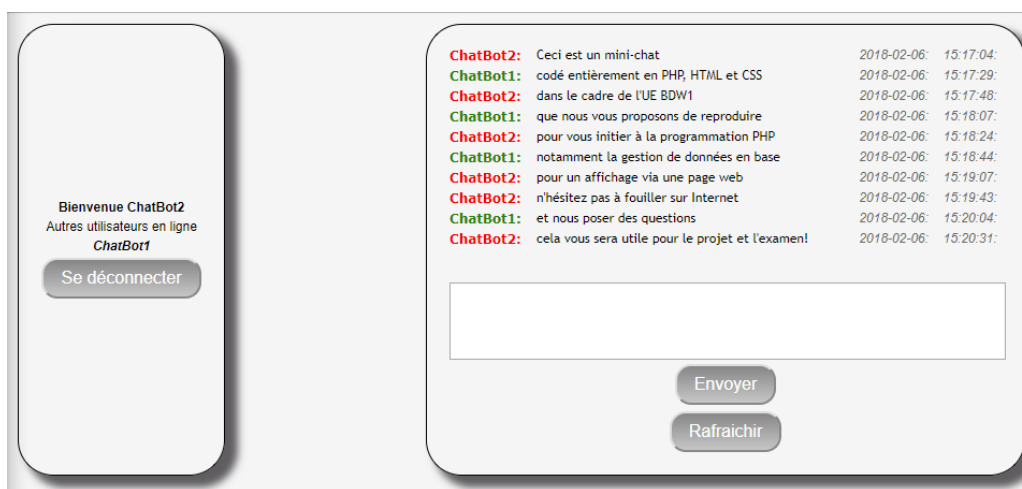 Bienvenue ChatBot2
Autres utilisateurs en ligne
ChatBot1
Se déconnecter
ChatBot2: Ceci est un mini-chat 2018-02-06: 15:17:04:
ChatBot1: codé entièrement en PHP, HTML et CSS 2018-02-06: 15:17:29:
ChatBot2: dans le cadre de l'UE BDW1 2018-02-06: 15:17:48:
ChatBot1: que nous vous proposons de reproduire 2018-02-06: 15:18:07:
ChatBot2: pour vous initier à la programmation PHP 2018-02-06: 15:18:24:
ChatBot1: notamment la gestion de données en base 2018-02-06: 15:18:44:
ChatBot2: pour un affichage via une page web 2018-02-06: 15:19:07:
ChatBot2: n'hésitez pas à fouiller sur Internet 2018-02-06: 15:19:43:
ChatBot1: et nous poser des questions 2018-02-06: 15:20:04:
ChatBot2: cela vous sera utile pour le projet et l'examen! 2018-02-06: 15:20:31:
Envoyer
Rafraichir